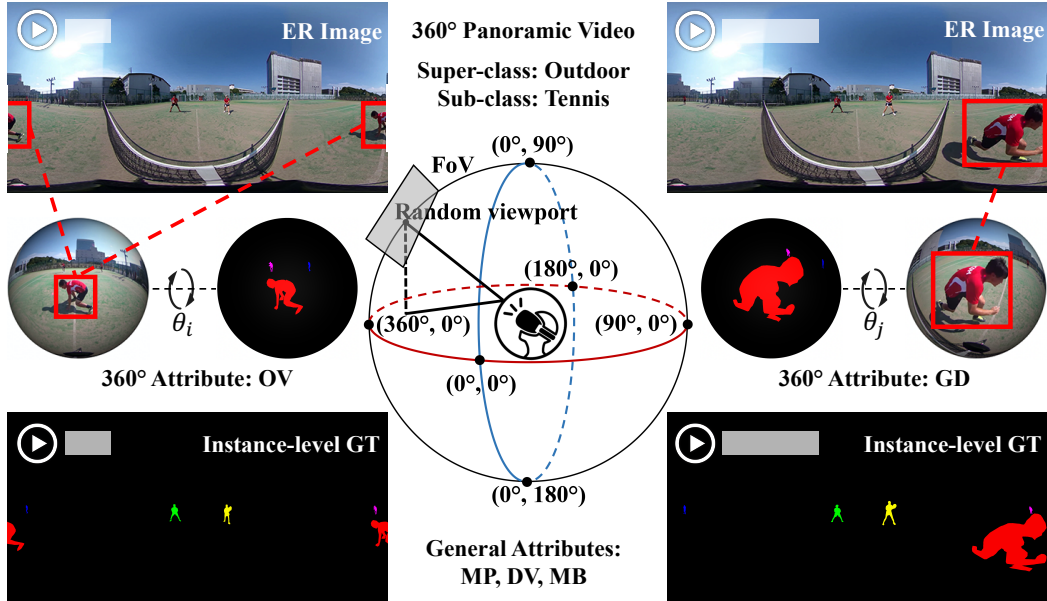 ER Image
360° Panoramic Video
Super-class: Outdoor
Sub-class: Tennis
ER Image
(0°, 90°)
FoV
Random viewport
(180°, 0°)
(360°, 0°)
(90°, 0°)
(0°, 0°)
θi
θj
360° Attribute: OV
360° Attribute: GD
Instance-level GT
(0°, 180°)
Instance-level GT
General Attributes:
MP, DV, MB